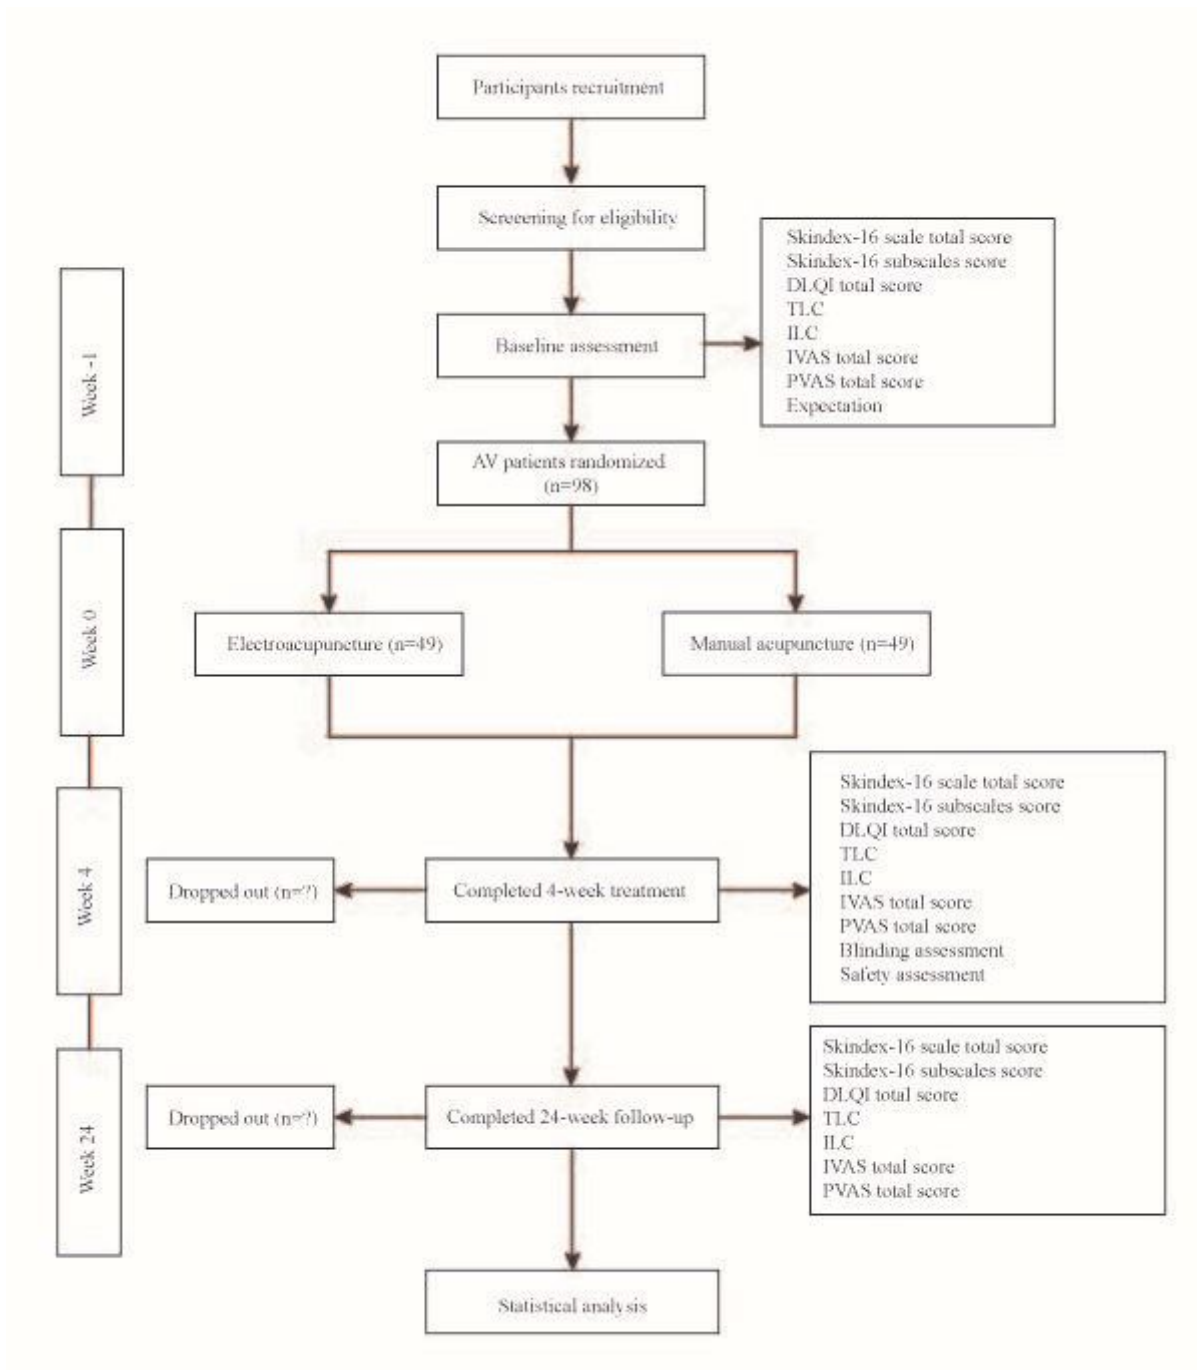 Participants recruitment
Screeening for eligibility
Skindex-16 scale total score
Skindex-16 subscales score
DLQI total score
TLC
ILC
IVAS total score
PVAS total score
Expectation
Baseline assessment
Week -1
AV patients randomized
(n=98)
Week 0
Electroacupuncture (n=49)
Manual acupuncture (n=49)
Week 4
Dropped out (n=?)
Completed 4-week treatment
Skindex-16 scale total score
Skindex-16 subscales score
DLQI total score
TLC
ILC
IVAS total score
PVAS total score
Blinding assessment
Safety assessment
Week 24
Dropped out (n=?)
Completed 24-week follow-up
Skindex-16 scale total score
Skindex-16 subscales score
DLQI total score
TLC
ILC
IVAS total score
PVAS total score
Statistical analysis